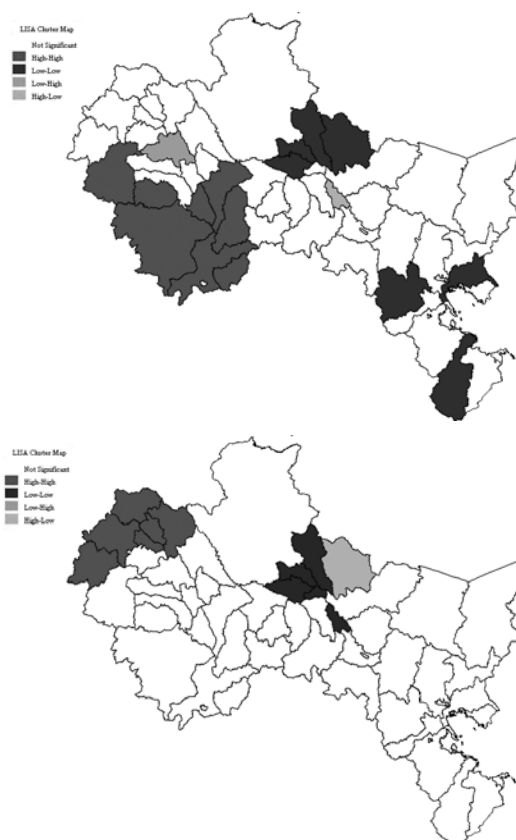 LISA Cluster Map
Not Significant
High-High
Low-Low
Low-High
High-Low
LISA Cluster Map
Not Significant
High-High
Low-Low
Low-High
High-Low